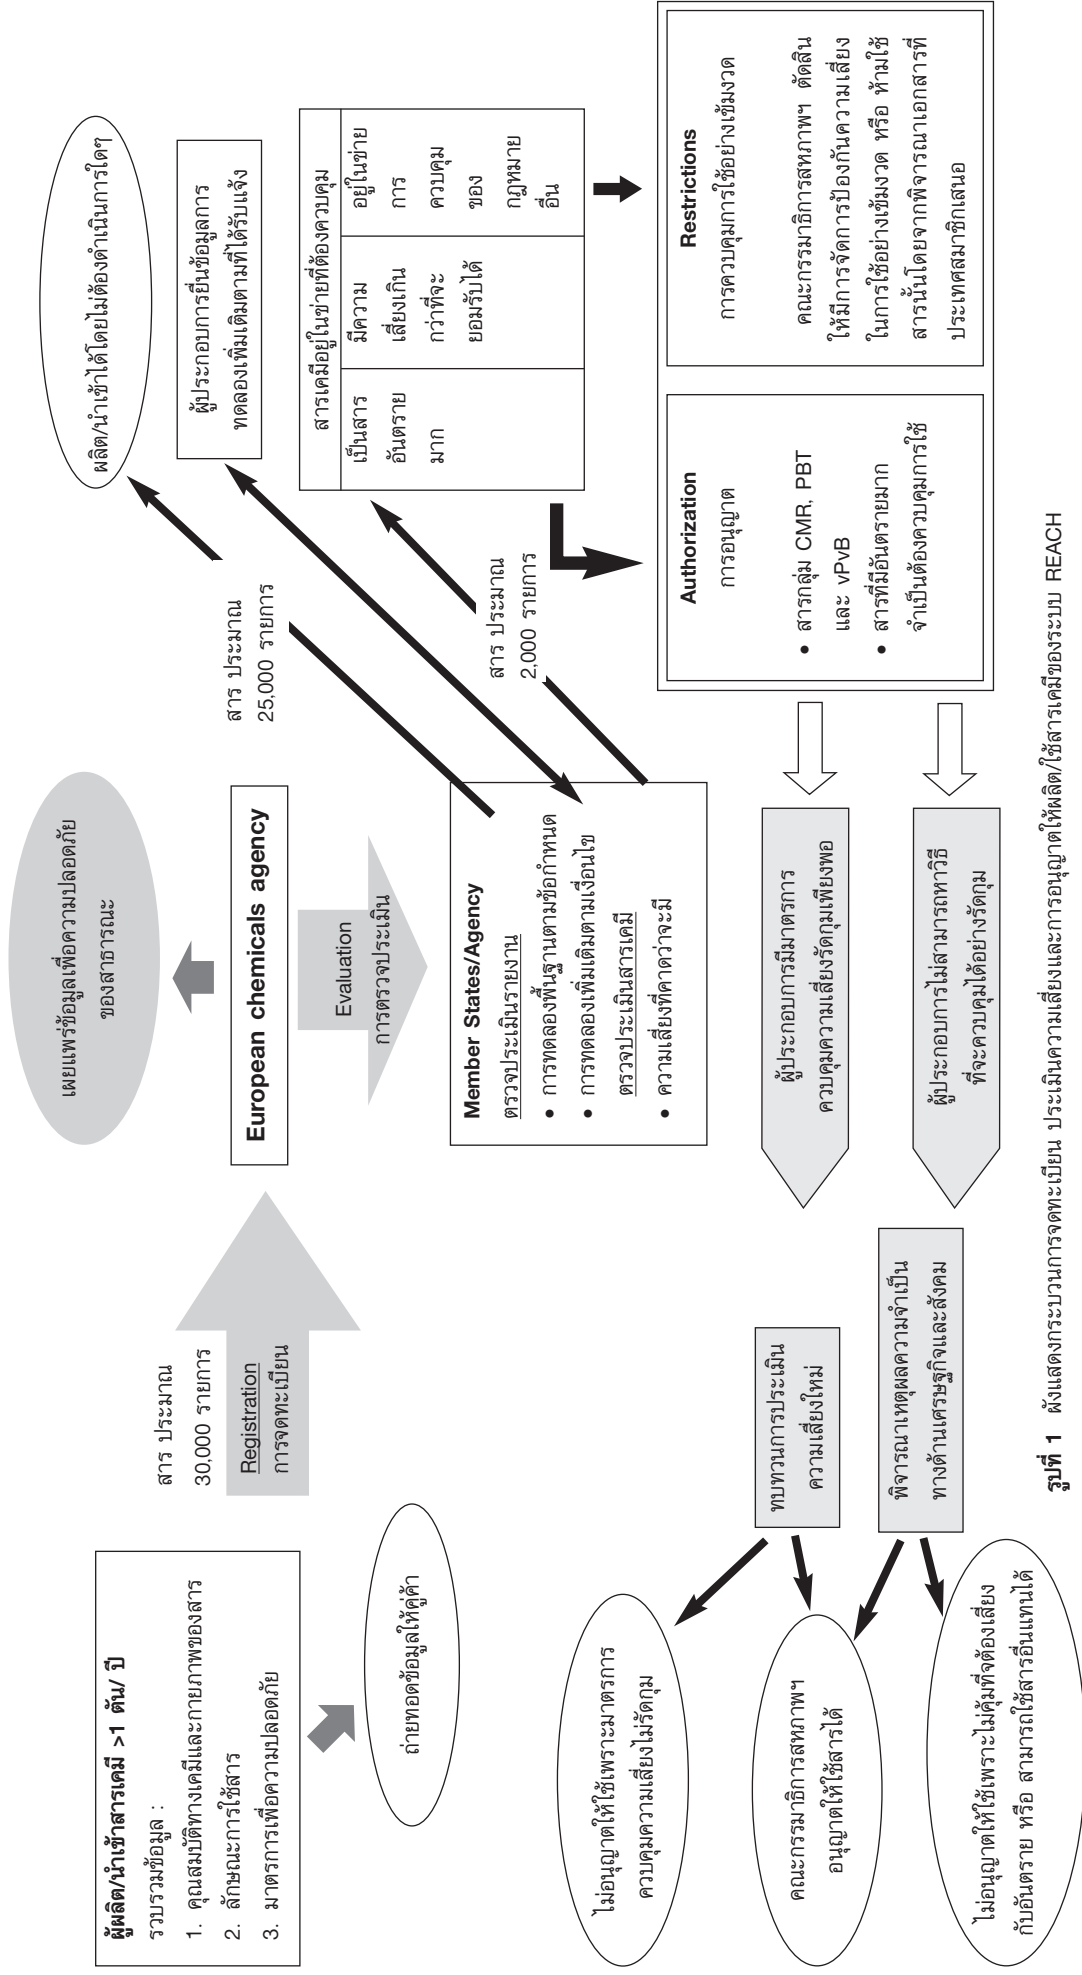 ผู้ผลิต/นำเข้าสารเคมี >1 ตัน/ ปี
รวบรวมข้อมูล :
1. คุณสมบัติทางเคมีและกายภาพของสาร
2. ลักษณะการใช้สาร
3. มาตรการเพื่อความปลอดภัย
ถ่ายทอดข้อมูลให้คู่ค้า
สาร ประมาณ
30,000 รายการ
Registration
การจดทะเบียน
เผยแพร่ข้อมูลเพื่อความปลอดภัย
ของสาธารณะ
European chemicals agency
Evaluation
การตรวจประเมิน
Member States/Agency
ตรวจประเมินรายงาน
• การทดลองพื้นฐานตามข้อกำหนด
• การทดลองเพิ่มเติมตามเงื่อนไข
ตรวจประเมินสารเคมี
• ความเสี่ยงที่คาดว่าจะมี
สาร ประมาณ
25,000 รายการ
สาร ประมาณ
2,000 รายการ
ผลิต/นำเข้าได้โดยไม่ต้องดำเนินการใดๆ
ผู้ประกอบการยื่นข้อมูลการ
ทดลองเพิ่มเติมตามที่ได้รับแจ้ง
สารเคมีอยู่ในข่ายที่ต้องควบคุม
เป็นสาร
อันตราย
มาก
มีความ
เสี่ยงเกิน
กว่าที่จะ
ยอมรับได้
อยู่ในข่าย
การ
ควบคุม
ของ
กฎหมาย
อื่น
Authorization
การอนุญาต
• สารกลุ่ม CMR, PBT
และ vPvB
• สารที่มีอันตรายมาก
จำเป็นต้องควบคุมการใช้
Restrictions
การควบคุมการใช้อย่างเข้มงวด
คณะกรรมาธิการสหภาพฯ ตัดสิน
ให้มีการจัดการป้องกันความเสี่ยง
ในการใช้อย่างเข้มงวด หรือ ห้ามใช้
สารนั้นโดยจากพิจารณาเอกสารที่
ประเทศสมาชิกเสนอ
ผู้ประกอบการมีมาตรการ
ควบคุมความเสี่ยงรัดกุมเพียงพอ
ผู้ประกอบการไม่สามารถหาวิธี
ที่จะควบคุมได้อย่างรัดกุม
ทบทวนการประเมิน
ความเสี่ยงใหม่
พิจารณาเหตุผลความจำเป็น
ทางด้านเศรษฐกิจและสังคม
ไม่อนุญาตให้ใช้เพราะมาตรการ
ควบคุมความเสี่ยงไม่รัดกุม
คณะกรรมาธิการสหภาพฯ
อนุญาตให้ใช้สารได้
ไม่อนุญาตให้ใช้เพราะไม่คุ้มที่จะต้องเสี่ยง
กับอันตราย หรือ สามารถใช้สารอื่นแทนได้
รูปที่ 1 ผังแสดงกระบวนการจดทะเบียน ประเมินความเสี่ยงและการอนุญาตให้ผลิต/ใช้สารเคมีของระบบ REACH